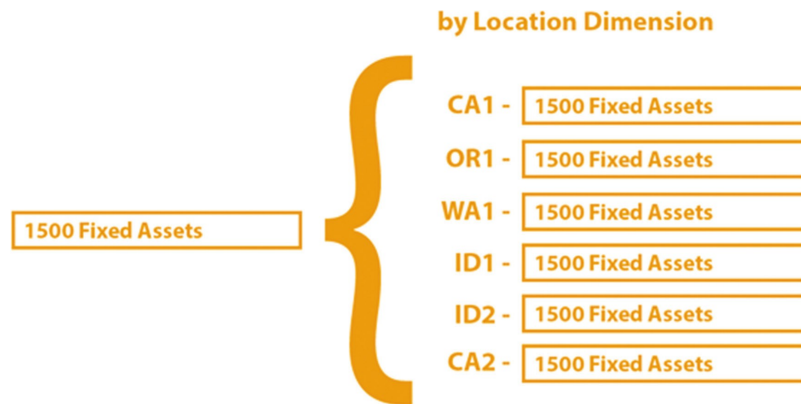 by Location Dimension
CA1 - 1500 Fixed Assets
OR1 - 1500 Fixed Assets
WA1 - 1500 Fixed Assets
1500 Fixed Assets
ID1 - 1500 Fixed Assets
ID2 - 1500 Fixed Assets
CA2 - 1500 Fixed Assets